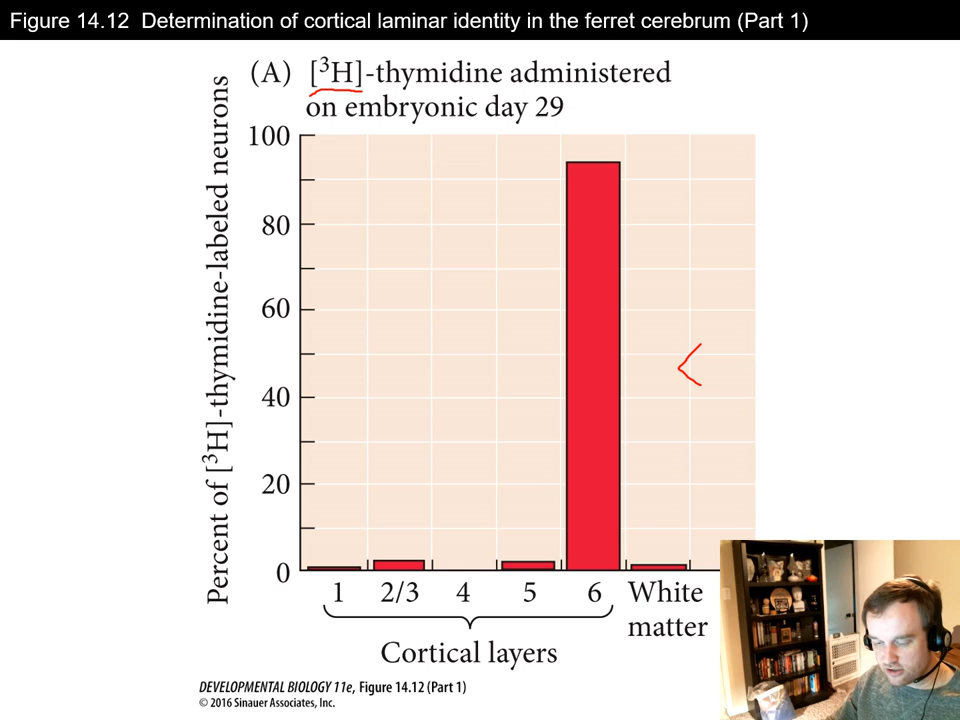 Figure 14.12 Determination of cortical laminar identity in the ferret cerebrum (Part 1)
(A) [³H]-thymidine administered
on embryonic day 29
Percent of [³H]-thymidine-labeled neurons
100
80
60
40
20
0
1 2/3 4 5 6 White
matter
Cortical layers
DEVELOPMENTAL BIOLOGY 11e, Figure 14.12 (Part 1)
© 2016 Sinauer Associates, Inc.